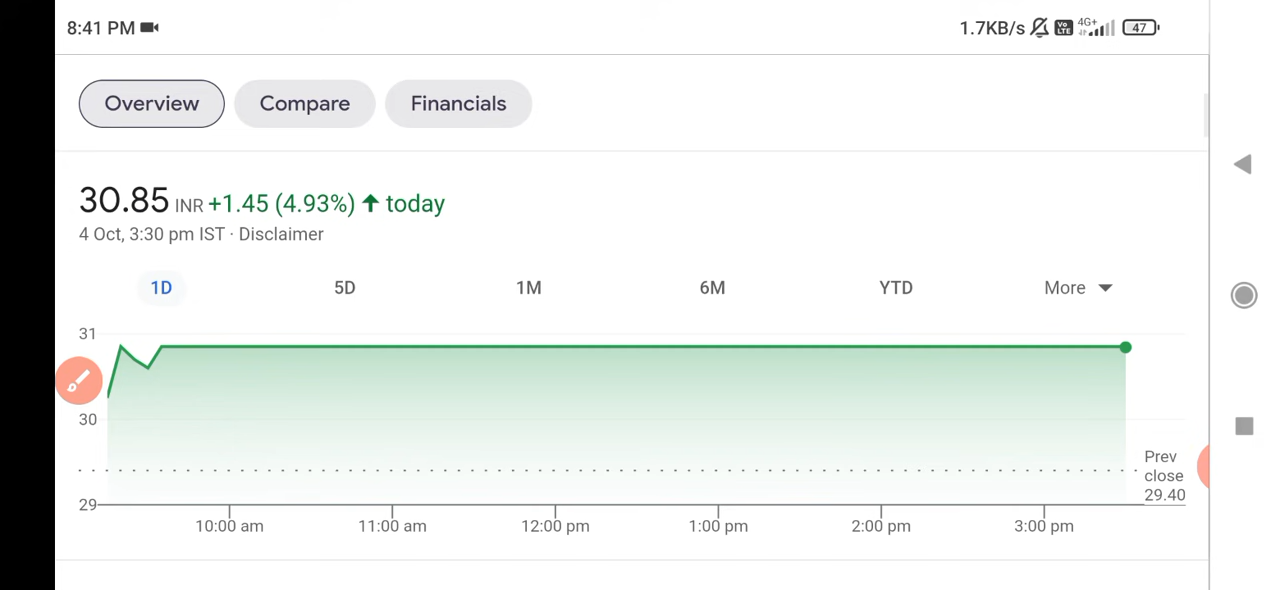 8:41 PM 1.7KB/s Vo LTE 4G+ 47
Overview Compare Financials
30.85 INR +1.45 (4.93%) ↑ today
4 Oct, 3:30 pm IST · Disclaimer
1D 5D 1M 6M YTD More
31
30
Prev
close
29.40
29
10:00 am 11:00 am 12:00 pm 1:00 pm 2:00 pm 3:00 pm